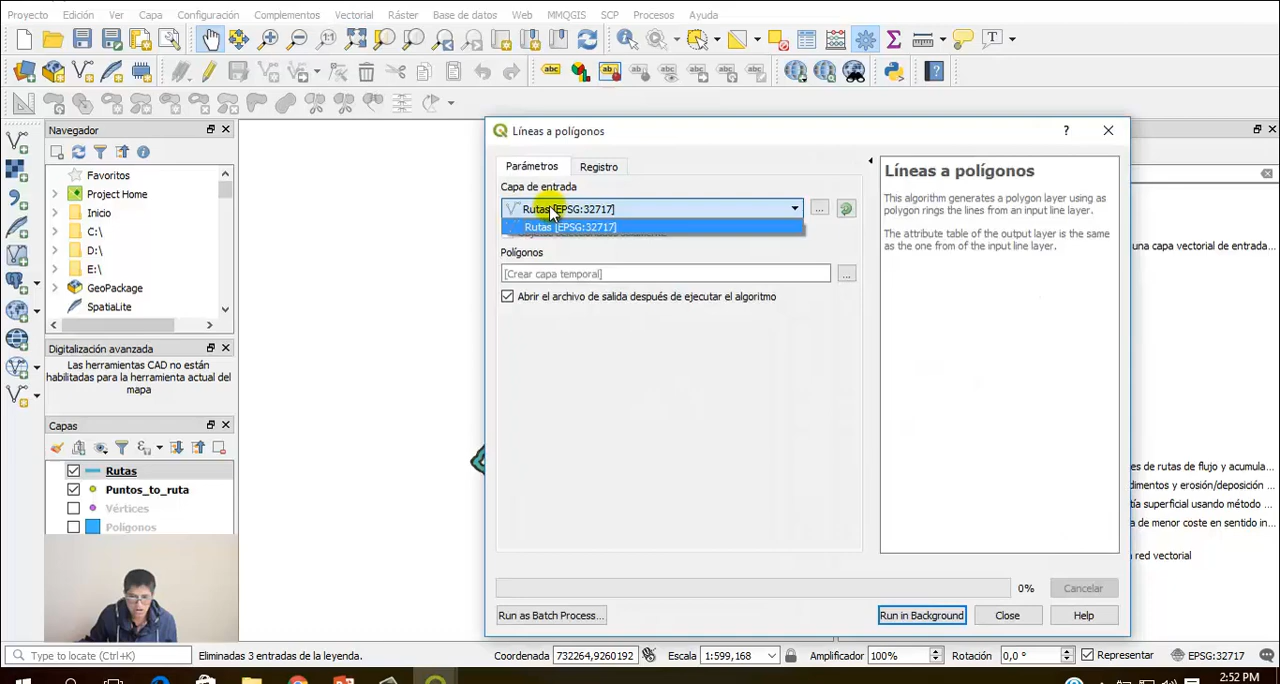 Proyecto Edición Ver Capa Configuración Complementos Vectorial Ráster Base de datos Web MMQGIS SCP Procesos Ayuda
Navegador
Favoritos
Project Home
Inicio
C:\
D:\
E:\
GeoPackage
SpatiaLite
Digitalización avanzada
Las herramientas CAD no están
habilitadas para la herramienta actual del
mapa
Capas
Rutas
Puntos_to_ruta
Vértices
Polígonos
Líneas a polígonos
Parámetros Registro
Capa de entrada
Rutas [EPSG:32717]
Rutas [EPSG:32717]
Polígonos
[Crear capa temporal]
Abrir el archivo de salida después de ejecutar el algoritmo
Líneas a polígonos
This algorithm generates a polygon layer using as
polygon rings the lines from an input line layer.
The attribute table of the output layer is the same
as the one from of the input line layer.
0% Cancelar
Run as Batch Process... Run in Background Close Help
una capa vectorial de entrada...
es de rutas de flujo y acumula...
dimentos y erosión/deposición ...
ía superficial usando método ...
a de menor coste en sentido in...
red vectorial
Type to locate (Ctrl+K) Eliminadas 3 entradas de la leyenda. Coordenada 732264,9260192 Escala 1:599,168 Amplificador 100% Rotación 0,0 ° Representar EPSG:32717
2:52 PM